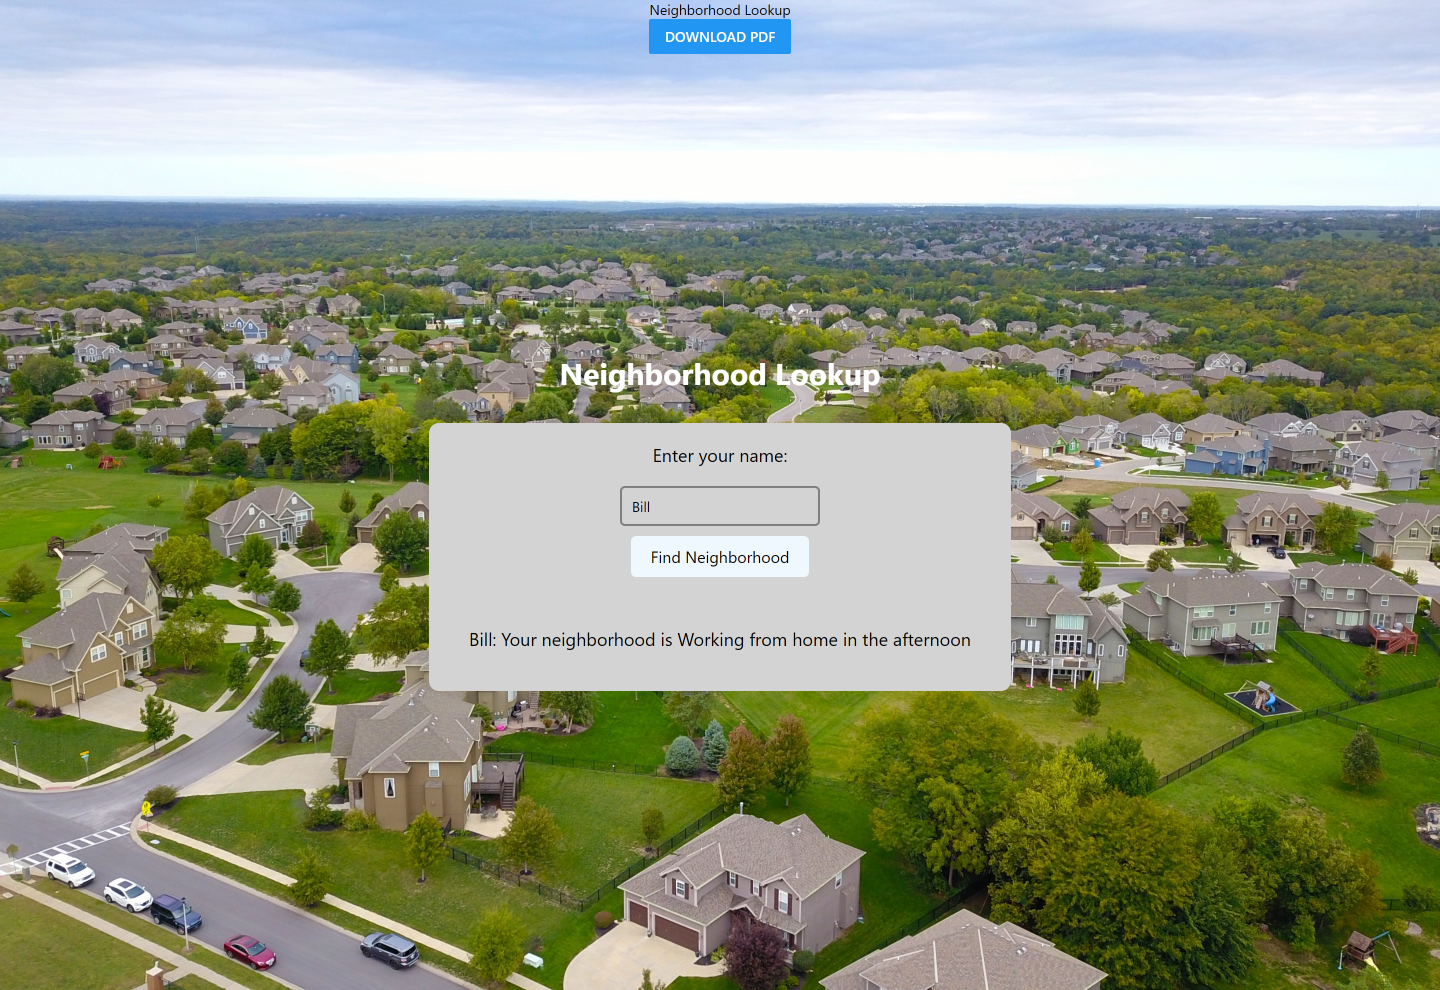 Neighborhood Lookup
DOWNLOAD PDF
Neighborhood Lookup
Enter your name:
Bill
Find Neighborhood
Bill: Your neighborhood is Working from home in the afternoon